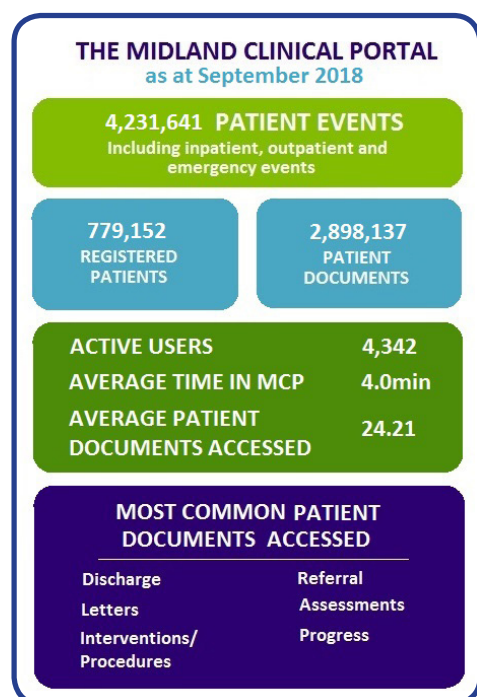 THE MIDLAND CLINICAL PORTAL
as at September 2018
4,231,641 PATIENT EVENTS
Including inpatient, outpatient and
emergency events
779,152
REGISTERED
PATIENTS
2,898,137
PATIENT
DOCUMENTS
ACTIVE USERS 4,342
AVERAGE TIME IN MCP 4.0min
AVERAGE PATIENT
DOCUMENTS ACCESSED 24.21
MOST COMMON PATIENT
DOCUMENTS ACCESSED
Discharge
Letters
Interventions/
Procedures
Referral
Assessments
Progress